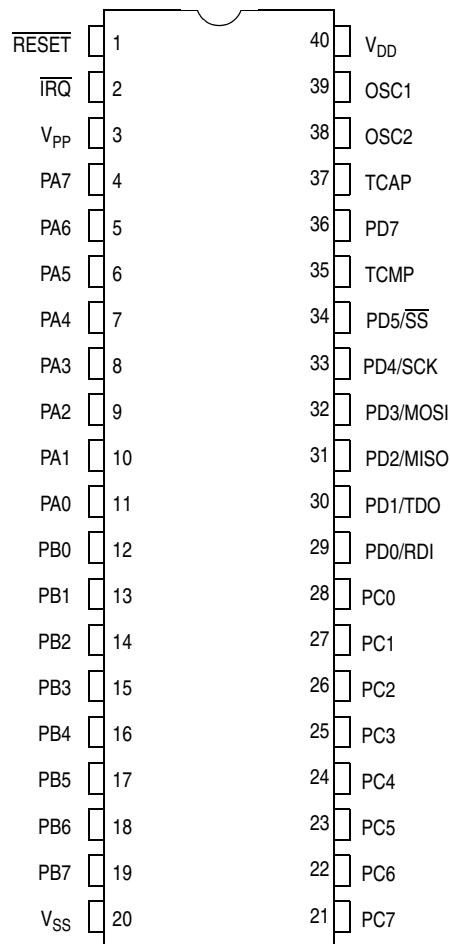 RESET 1 40 VDD
IRQ 2 39 OSC1
VPP 3 38 OSC2
PA7 4 37 TCAP
PA6 5 36 PD7
PA5 6 35 TCMP
PA4 7 34 PD5/SS
PA3 8 33 PD4/SCK
PA2 9 32 PD3/MOSI
PA1 10 31 PD2/MISO
PA0 11 30 PD1/TDO
PB0 12 29 PD0/RDI
PB1 13 28 PC0
PB2 14 27 PC1
PB3 15 26 PC2
PB4 16 25 PC3
PB5 17 24 PC4
PB6 18 23 PC5
PB7 19 22 PC6
VSS 20 21 PC7